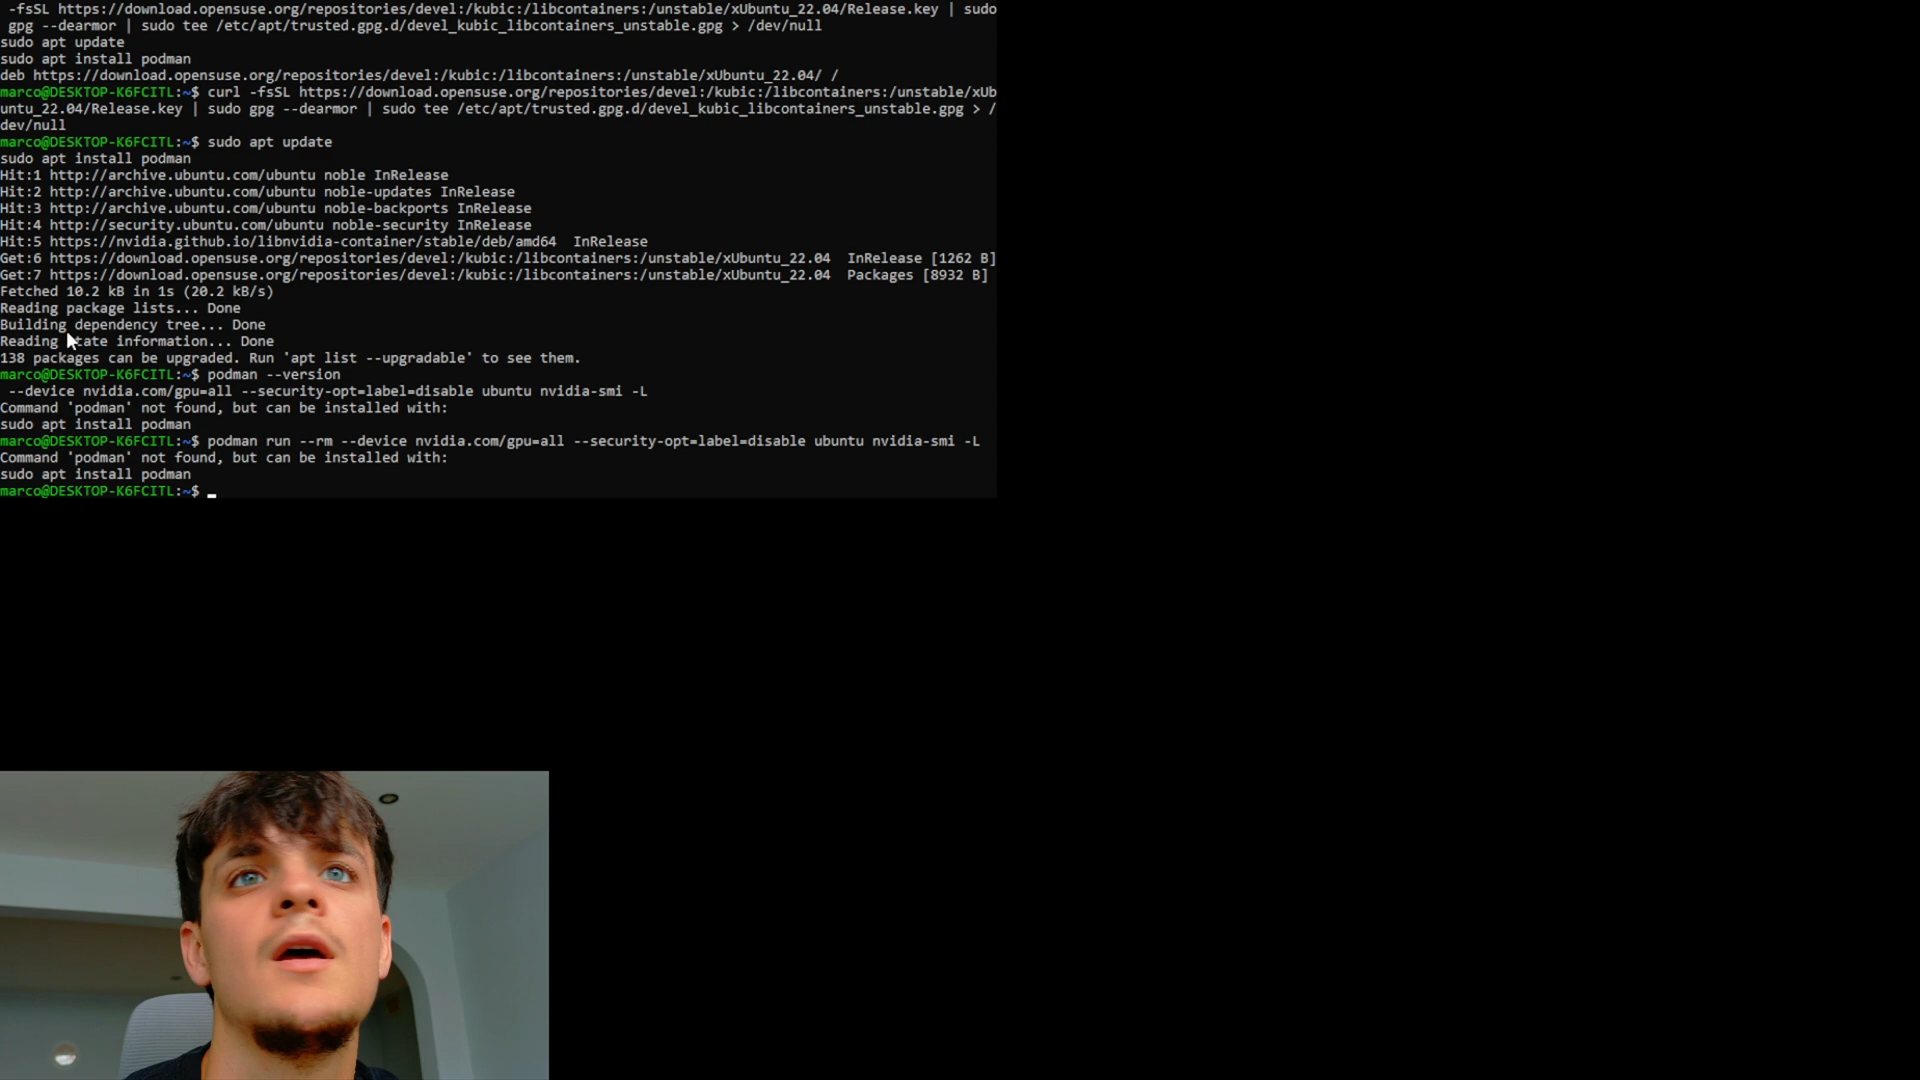 -fsSL https://download.opensuse.org/repositories/devel:/kubic:/libcontainers:/unstable/xUbuntu_22.04/Release.key | sudo
gpg --dearmor | sudo tee /etc/apt/trusted.gpg.d/devel_kubic_libcontainers_unstable.gpg > /dev/null
sudo apt update
sudo apt install podman
deb https://download.opensuse.org/repositories/devel:/kubic:/libcontainers:/unstable/xUbuntu_22.04/ /
marco@DESKTOP-K6FCITL:~$ curl -fsSL https://download.opensuse.org/repositories/devel:/kubic:/libcontainers:/unstable/xUb
untu_22.04/Release.key | sudo gpg --dearmor | sudo tee /etc/apt/trusted.gpg.d/devel_kubic_libcontainers_unstable.gpg > /
dev/null
marco@DESKTOP-K6FCITL:~$ sudo apt update
sudo apt install podman
Hit:1 http://archive.ubuntu.com/ubuntu noble InRelease
Hit:2 http://archive.ubuntu.com/ubuntu noble-updates InRelease
Hit:3 http://archive.ubuntu.com/ubuntu noble-backports InRelease
Hit:4 http://security.ubuntu.com/ubuntu noble-security InRelease
Hit:5 https://nvidia.github.io/libnvidia-container/stable/deb/amd64  InRelease
Get:6 https://download.opensuse.org/repositories/devel:/kubic:/libcontainers:/unstable/xUbuntu_22.04  InRelease [1262 B]
Get:7 https://download.opensuse.org/repositories/devel:/kubic:/libcontainers:/unstable/xUbuntu_22.04  Packages [8932 B]
Fetched 10.2 kB in 1s (20.2 kB/s)
Reading package lists... Done
Building dependency tree... Done
Reading state information... Done
138 packages can be upgraded. Run 'apt list --upgradable' to see them.
marco@DESKTOP-K6FCITL:~$ podman --version
--device nvidia.com/gpu=all --security-opt=label=disable ubuntu nvidia-smi -L
Command 'podman' not found, but can be installed with:
sudo apt install podman
marco@DESKTOP-K6FCITL:~$ podman run --rm --device nvidia.com/gpu=all --security-opt=label=disable ubuntu nvidia-smi -L
Command 'podman' not found, but can be installed with:
sudo apt install podman
marco@DESKTOP-K6FCITL:~$ _